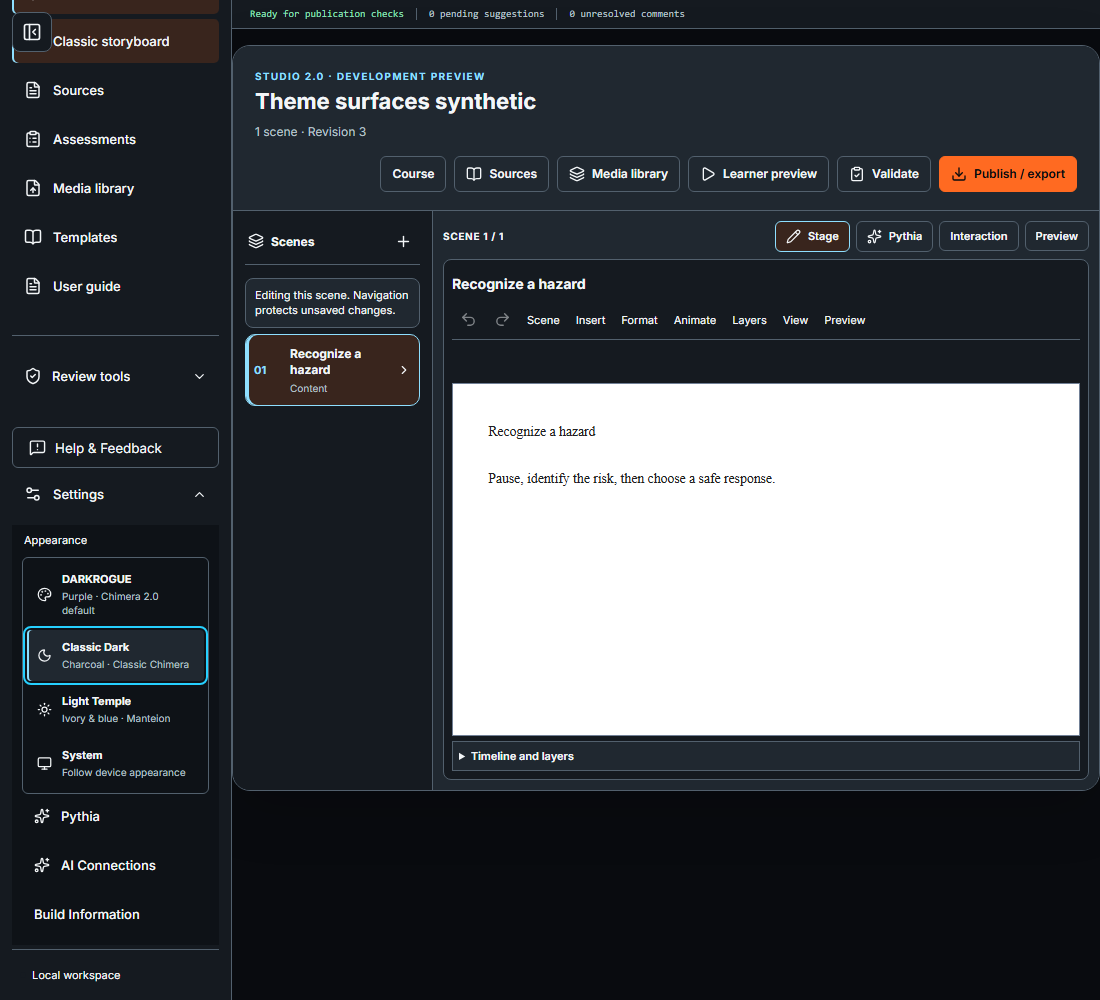 Classic storyboard
Sources
Assessments
Media library
Templates
User guide
Review tools
Help & Feedback
Settings
Appearance
DARKROGUE
Purple · Chimera 2.0
default
Classic Dark
Charcoal · Classic Chimera
Light Temple
Ivory & blue · Manteion
System
Follow device appearance
Pythia
AI Connections
Build Information
Local workspace
Ready for publication checks
0 pending suggestions
0 unresolved comments
STUDIO 2.0 · DEVELOPMENT PREVIEW
Theme surfaces synthetic
1 scene · Revision 3
Course
Sources
Media library
Learner preview
Validate
Publish / export
Scenes
Editing this scene. Navigation
protects unsaved changes.
01
Recognize a
hazard
Content
SCENE 1 / 1
Stage
Pythia
Interaction
Preview
Recognize a hazard
Scene
Insert
Format
Animate
Layers
View
Preview
Recognize a hazard
Pause, identify the risk, then choose a safe response.
Timeline and layers